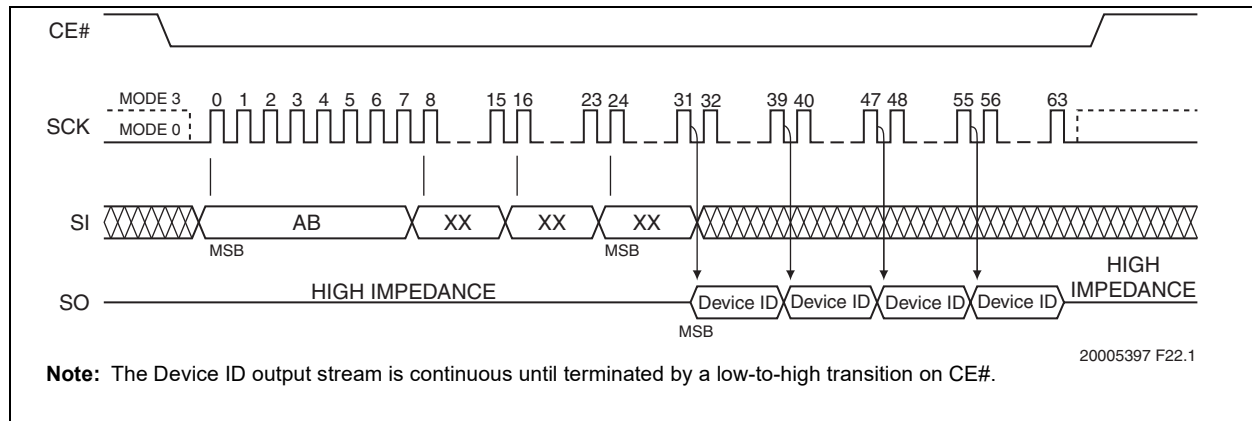 CE#
MODE 3 0 1 2 3 4 5 6 7 8 15 16 23 24 31 32 39 40 47 48 55 56 63
SCK MODE 0
SI AB XX XX XX
MSB MSB
HIGH IMPEDANCE
SO HIGH IMPEDANCE Device ID Device ID Device ID Device ID
MSB
20005397 F22.1
Note: The Device ID output stream is continuous until terminated by a low-to-high transition on CE#.